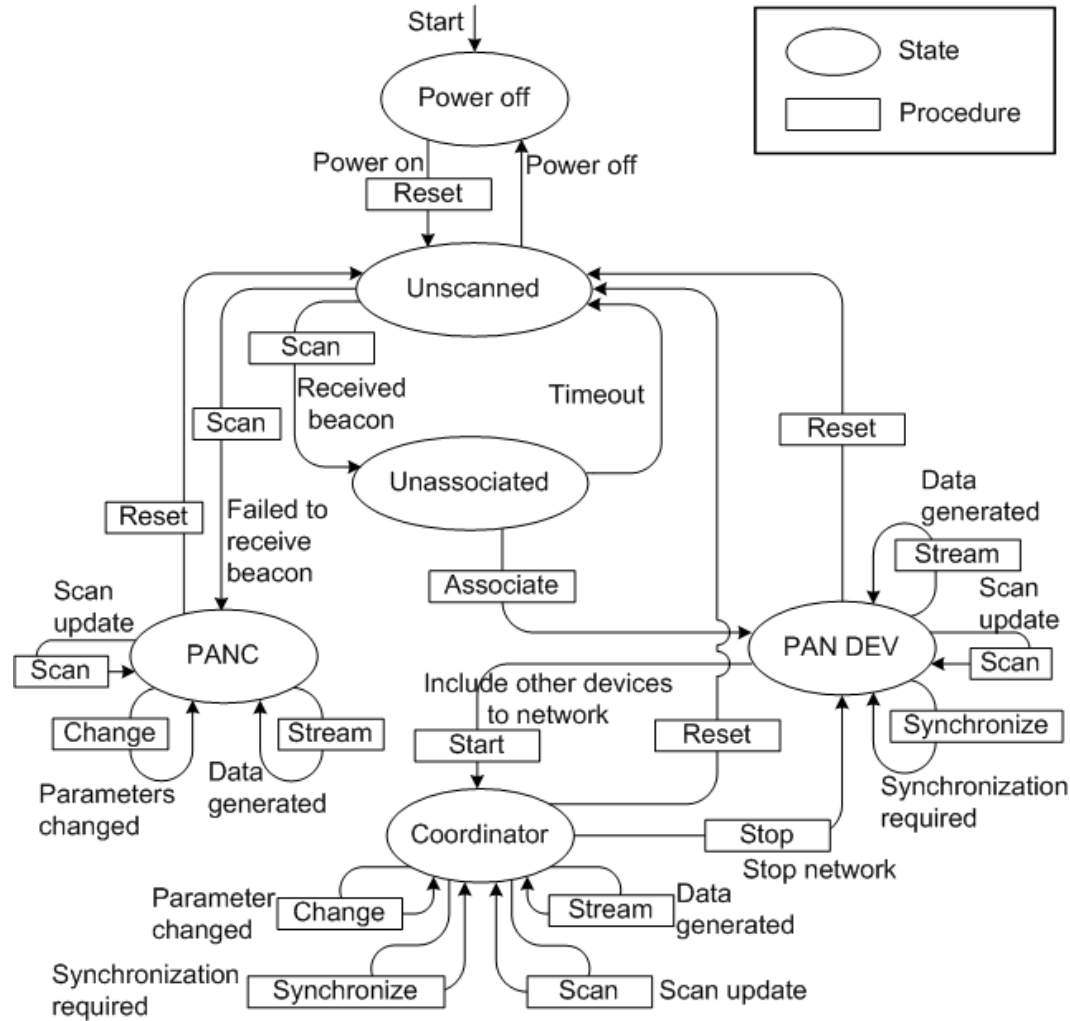 Start
State
Power off
Procedure
Power on
Power off
Reset
Unscanned
Scan
Received
beacon
Timeout
Scan
Reset
Unassociated
Data
generated
Reset
Failed to
receive
beacon
Stream
Associate
Scan
update
Scan
update
PANC
PAN DEV
Scan
Scan
Include other devices
to network
Change
Stream
Start
Reset
Synchronize
Parameters
changed
Data
generated
Synchronization
required
Coordinator
Stop
Stop network
Parameter
changed
Change
Stream
Data
generated
Synchronization
required
Synchronize
Scan
Scan update